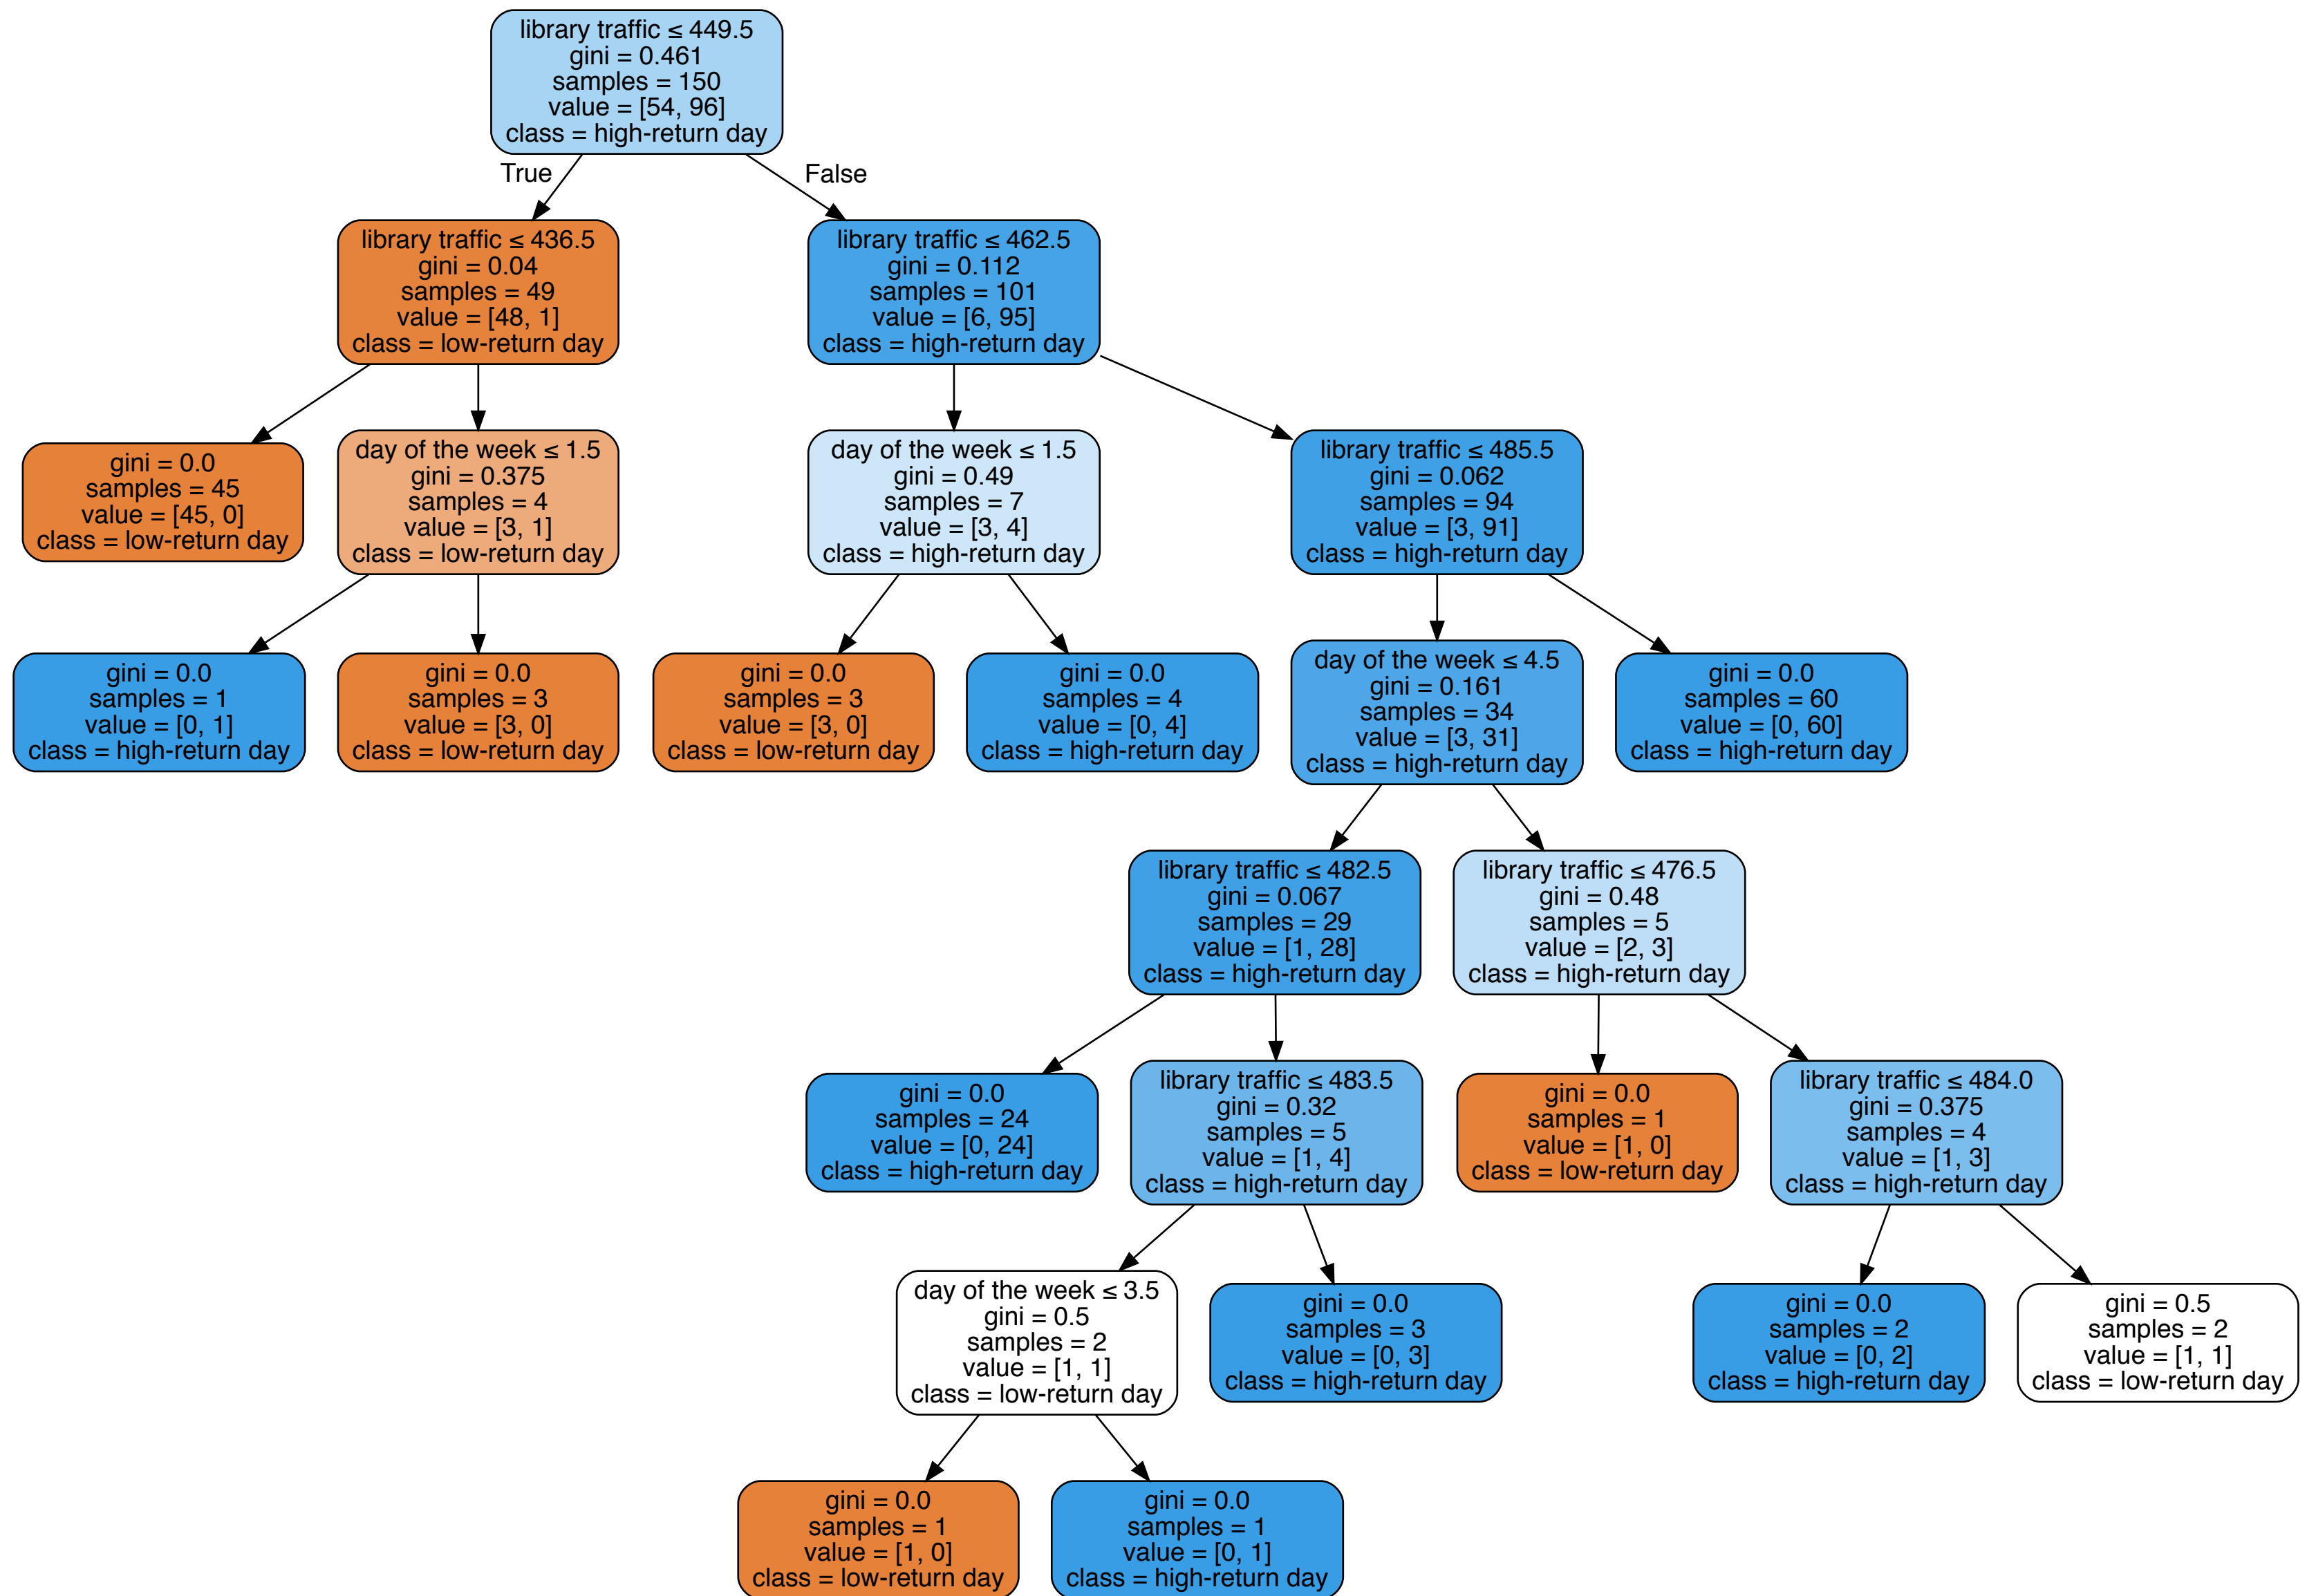 library traffic ≤ 449.5
gini = 0.461
samples = 150
value = [54, 96]
class = high-return day
True
False
library traffic ≤ 436.5
gini = 0.04
samples = 49
value = [48, 1]
class = low-return day
library traffic ≤ 462.5
gini = 0.112
samples = 101
value = [6, 95]
class = high-return day
gini = 0.0
samples = 45
value = [45, 0]
class = low-return day
day of the week ≤ 1.5
gini = 0.375
samples = 4
value = [3, 1]
class = low-return day
day of the week ≤ 1.5
gini = 0.49
samples = 7
value = [3, 4]
class = high-return day
library traffic ≤ 485.5
gini = 0.062
samples = 94
value = [3, 91]
class = high-return day
gini = 0.0
samples = 1
value = [0, 1]
class = high-return day
gini = 0.0
samples = 3
value = [3, 0]
class = low-return day
gini = 0.0
samples = 3
value = [3, 0]
class = low-return day
gini = 0.0
samples = 4
value = [0, 4]
class = high-return day
day of the week ≤ 4.5
gini = 0.161
samples = 34
value = [3, 31]
class = high-return day
gini = 0.0
samples = 60
value = [0, 60]
class = high-return day
library traffic ≤ 482.5
gini = 0.067
samples = 29
value = [1, 28]
class = high-return day
library traffic ≤ 476.5
gini = 0.48
samples = 5
value = [2, 3]
class = high-return day
gini = 0.0
samples = 24
value = [0, 24]
class = high-return day
library traffic ≤ 483.5
gini = 0.32
samples = 5
value = [1, 4]
class = high-return day
gini = 0.0
samples = 1
value = [1, 0]
class = low-return day
library traffic ≤ 484.0
gini = 0.375
samples = 4
value = [1, 3]
class = high-return day
day of the week ≤ 3.5
gini = 0.5
samples = 2
value = [1, 1]
class = low-return day
gini = 0.0
samples = 3
value = [0, 3]
class = high-return day
gini = 0.0
samples = 2
value = [0, 2]
class = high-return day
gini = 0.5
samples = 2
value = [1, 1]
class = low-return day
gini = 0.0
samples = 1
value = [1, 0]
class = low-return day
gini = 0.0
samples = 1
value = [0, 1]
class = high-return day